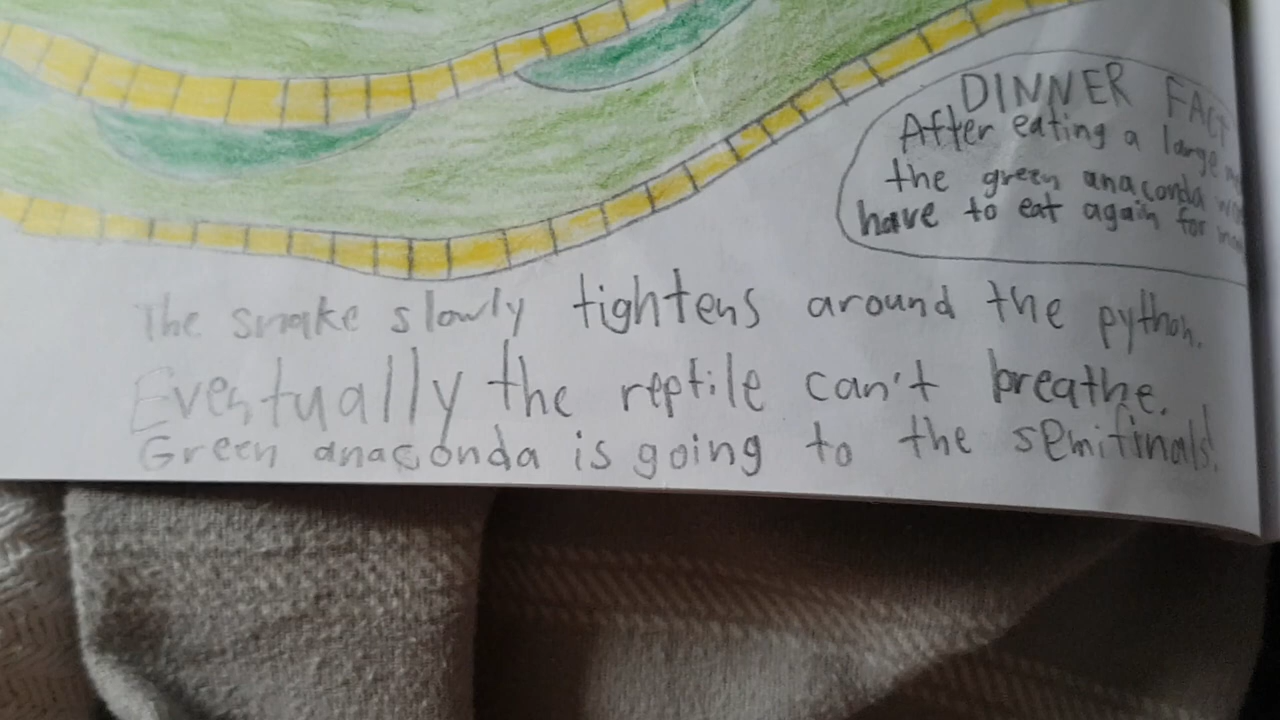 DINNER FACT
After eating a large
the green anaconda
have to eat again for
The snake slowly tightens around the python.
Eventually the reptile can't breathe.
Green anaconda is going to the semifinals!